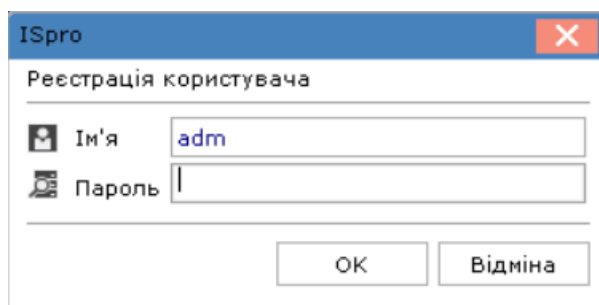 ISpro
Реєстрація користувача
Ім'я adm
Пароль
OK Відміна